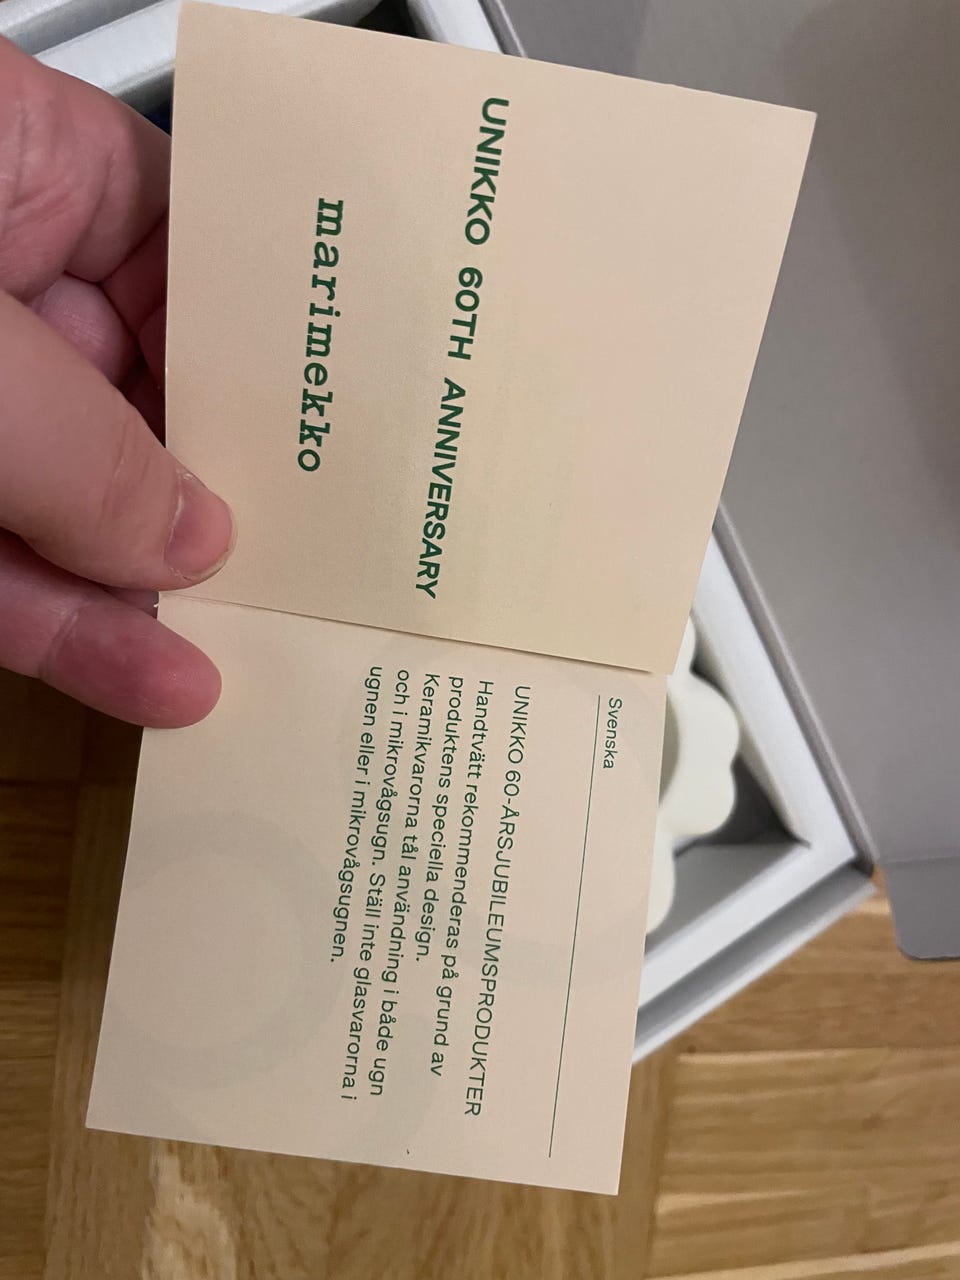 UNIKKO 60TH ANNIVERSARY
marimekko
Svenska
UNIKKO 60-ÅRSJUBILEUMSPRODUKTER
Handtvätt rekommenderas på grund av
produktens speciella design.
Keramikvarorna tål användning i både ugn
och i mikrovågsugn. Ställ inte glasvarorna i
ugnen eller i mikrovågsugnen.